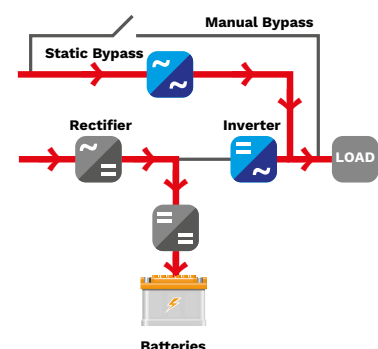 Manual Bypass
Static Bypass
Rectifier
Inverter
LOAD
Batteries